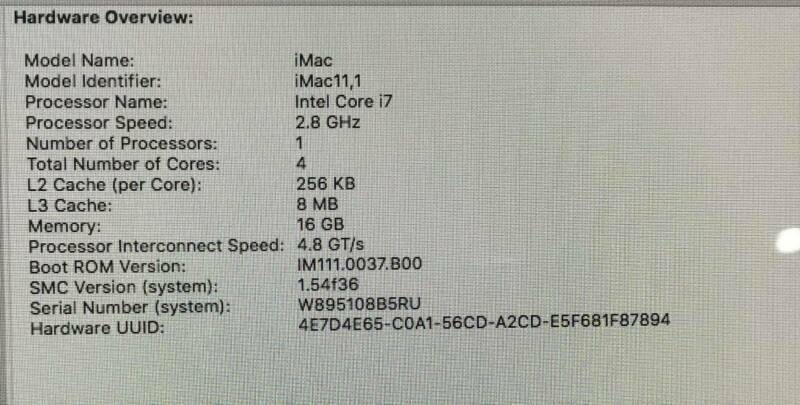 Hardware Overview:
Model Name: iMac
Model Identifier: iMac11,1
Processor Name: Intel Core i7
Processor Speed: 2.8 GHz
Number of Processors: 1
Total Number of Cores: 4
L2 Cache (per Core): 256 KB
L3 Cache: 8 MB
Memory: 16 GB
Processor Interconnect Speed: 4.8 GT/s
Boot ROM Version: IM111.0037.B00
SMC Version (system): 1.54f36
Serial Number (system): W895108B5RU
Hardware UUID: 4E7D4E65-C0A1-56CD-A2CD-E5F681F87894